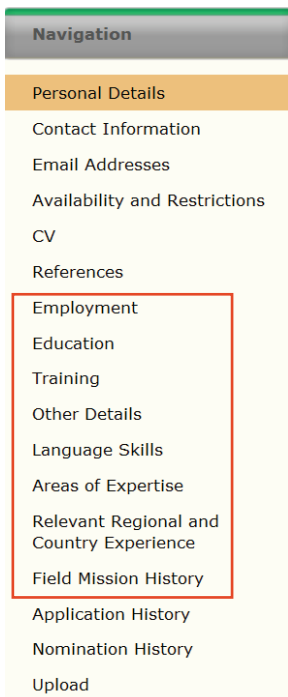 Navigation
Personal Details
Contact Information
Email Addresses
Availability and Restrictions
CV
References
Employment
Education
Training
Other Details
Language Skills
Areas of Expertise
Relevant Regional and
Country Experience
Field Mission History
Application History
Nomination History
Upload